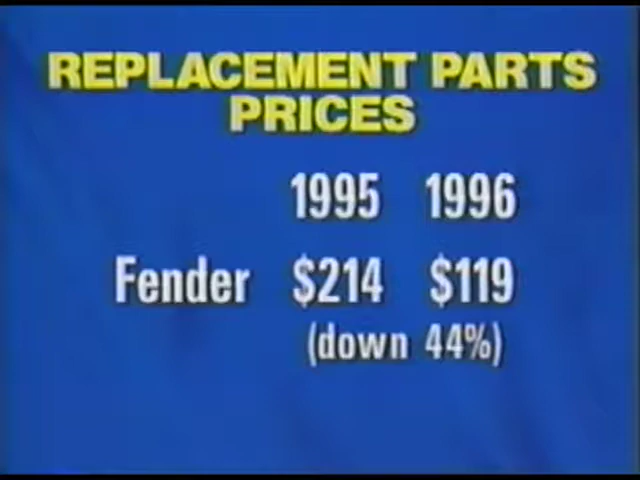 REPLACEMENT PARTS
PRICES
1995 1996
Fender $214 $119
(down 44%)